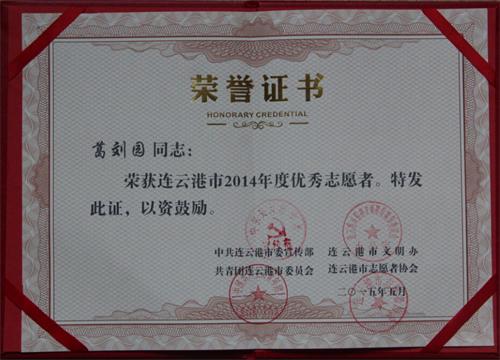 荣誉证书
HONORARY CREDENTIAL
葛刘园 同志：
荣获连云港市2014年度优秀志愿者。特发
此证，以资鼓励。
中共连云港市委宣传部 连云港市文明办
共青团连云港市委员会 连云港市志愿者协会
二〇一五年五月